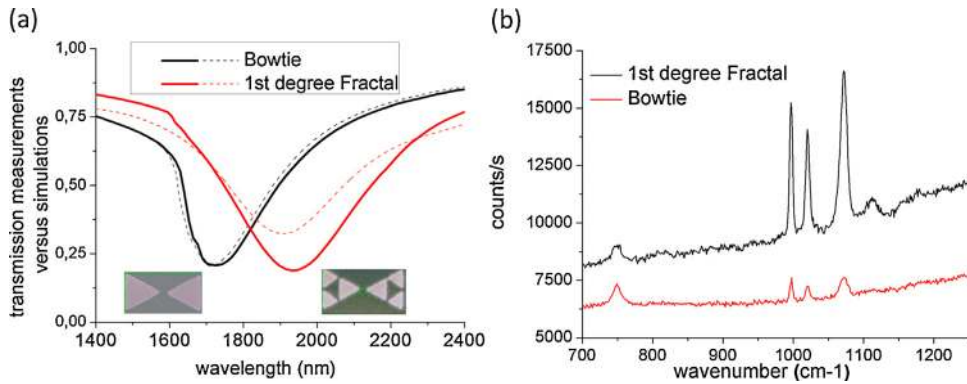 (a)
1,00
0,75
0,50
0,25
0,00
transmission measurements
versus simulations
Bowtie
1st degree Fractal
1400 1600 1800 2000 2200 2400
wavelength (nm)
(b)
17500
15000
12500
10000
7500
5000
counts/s
1st degree Fractal
Bowtie
700 800 900 1000 1100 1200
wavenumber (cm-1)